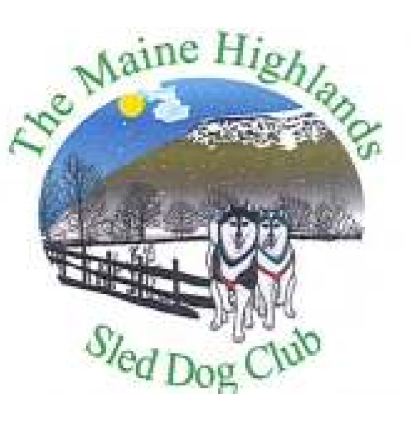 The Maine Highlands
Sled Dog Club